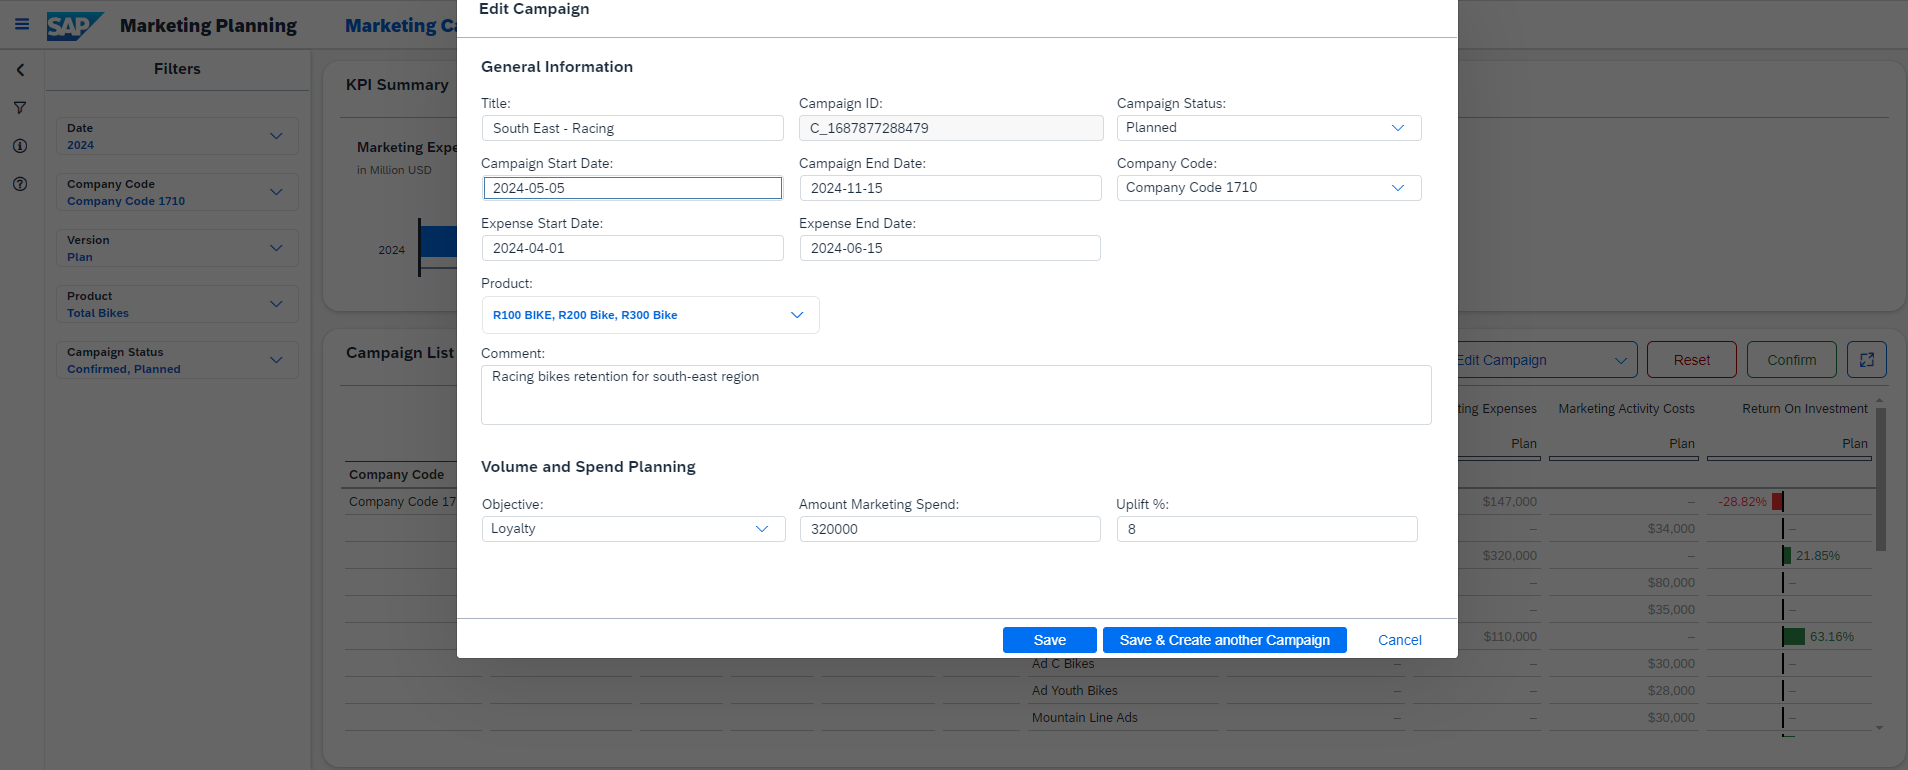 SAP Marketing Planning Marketing Ca
Filters
Date
2024
Company Code
Company Code 1710
Version
Plan
Product
Total Bikes
Campaign Status
Confirmed, Planned
KPI Summary
Marketing Expe
in Million USD
2024
Campaign List
Company Code
Company Code 17
Edit Campaign
General Information
Title: Campaign ID: Campaign Status:
South East - Racing C_1687877288479 Planned
Campaign Start Date: Campaign End Date: Company Code:
2024-05-05 2024-11-15 Company Code 1710
Expense Start Date: Expense End Date:
2024-04-01 2024-06-15
Product:
R100 BIKE, R200 Bike, R300 Bike
Comment:
Racing bikes retention for south-east region
Volume and Spend Planning
Objective: Amount Marketing Spend: Uplift %:
Loyalty 320000 8
Save Save & Create another Campaign Cancel
Edit Campaign Reset Confirm
ting Expenses Marketing Activity Costs Return On Investment
Plan Plan Plan
$147,000 – -28.82%
– $34,000 –
$320,000 – 21.85%
– $80,000 –
– $35,000 –
$110,000 – 63.16%
Ad C Bikes – – $30,000 –
Ad Youth Bikes – – $28,000 –
Mountain Line Ads – – $30,000 –